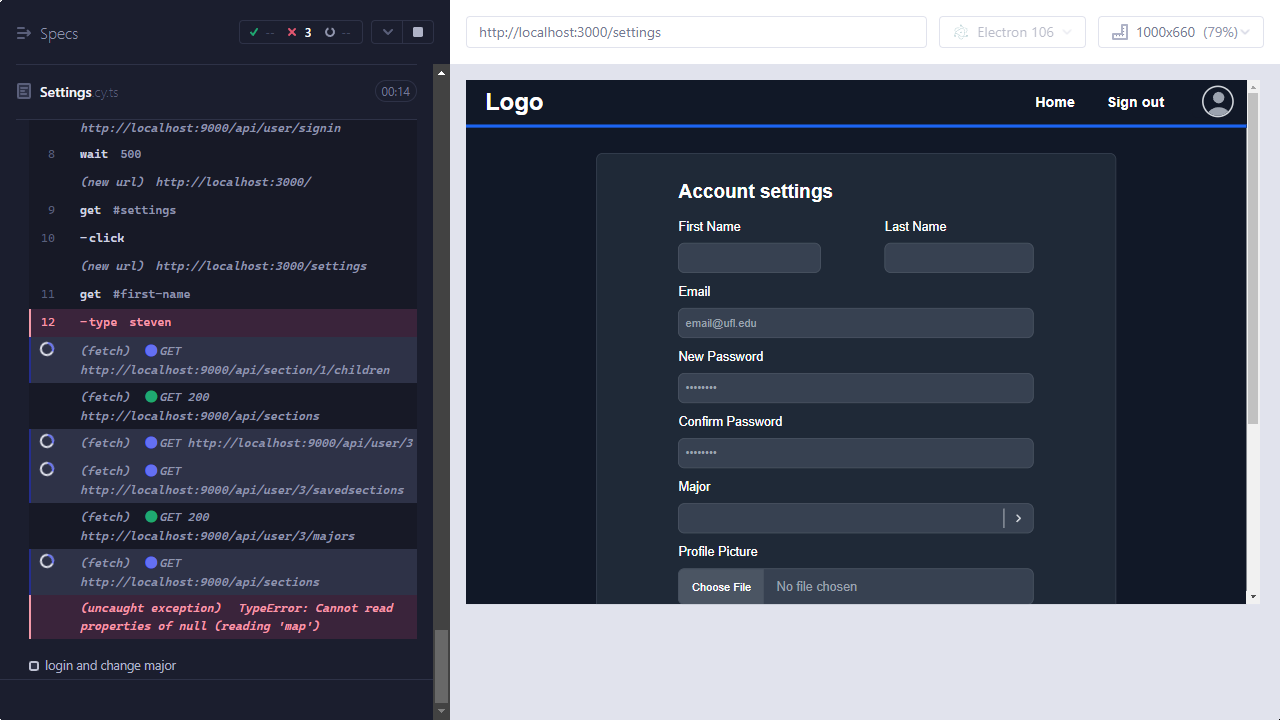 Specs
-- 3 --
Settings.cy.ts
00:14
http://localhost:9000/api/user/signin
8 wait 500
(new url) http://localhost:3000/
9 get #settings
10 -click
(new url) http://localhost:3000/settings
11 get #first-name
12 -type steven
(fetch) GET
http://localhost:9000/api/section/1/children
(fetch) GET 200
http://localhost:9000/api/sections
(fetch) GET http://localhost:9000/api/user/3
(fetch) GET
http://localhost:9000/api/user/3/savedsections
(fetch) GET 200
http://localhost:9000/api/user/3/majors
(fetch) GET
http://localhost:9000/api/sections
(uncaught exception) TypeError: Cannot read
properties of null (reading 'map')
login and change major
http://localhost:3000/settings
Electron 106
1000x660 (79%)
Logo
Home
Sign out
Account settings
First Name
Last Name
Email
email@ufl.edu
New Password
••••••••
Confirm Password
••••••••
Major
Profile Picture
Choose File
No file chosen